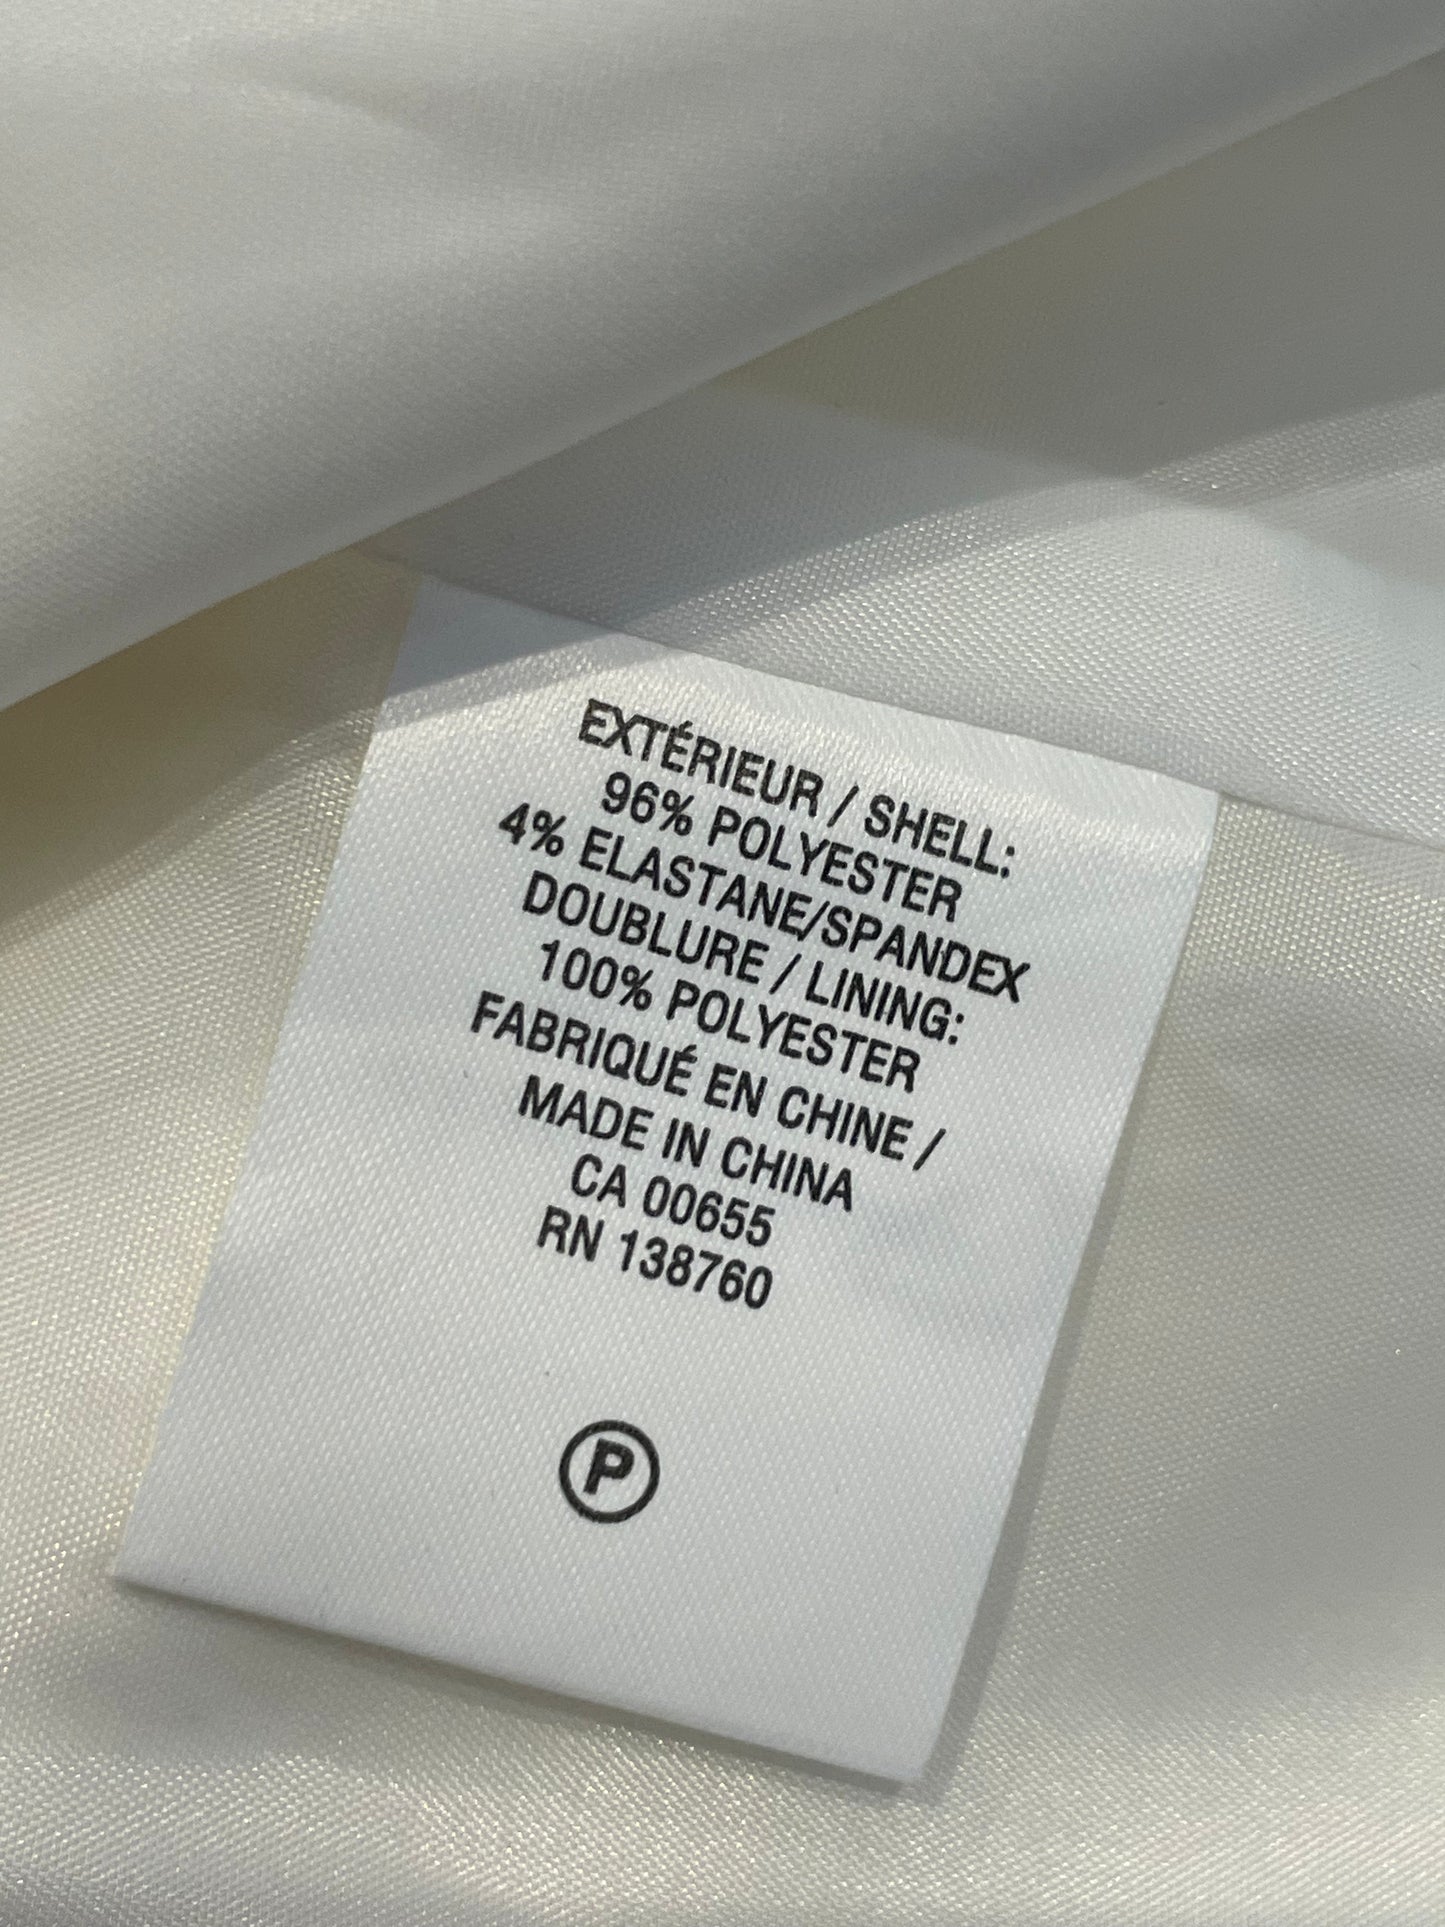 EXTÉRIEUR / SHELL:
96% POLYESTER
4% ELASTANE/SPANDEX
DOUBLURE / LINING:
100% POLYESTER
FABRIQUÉ EN CHINE /
MADE IN CHINA
CA 00655
RN 138760
P